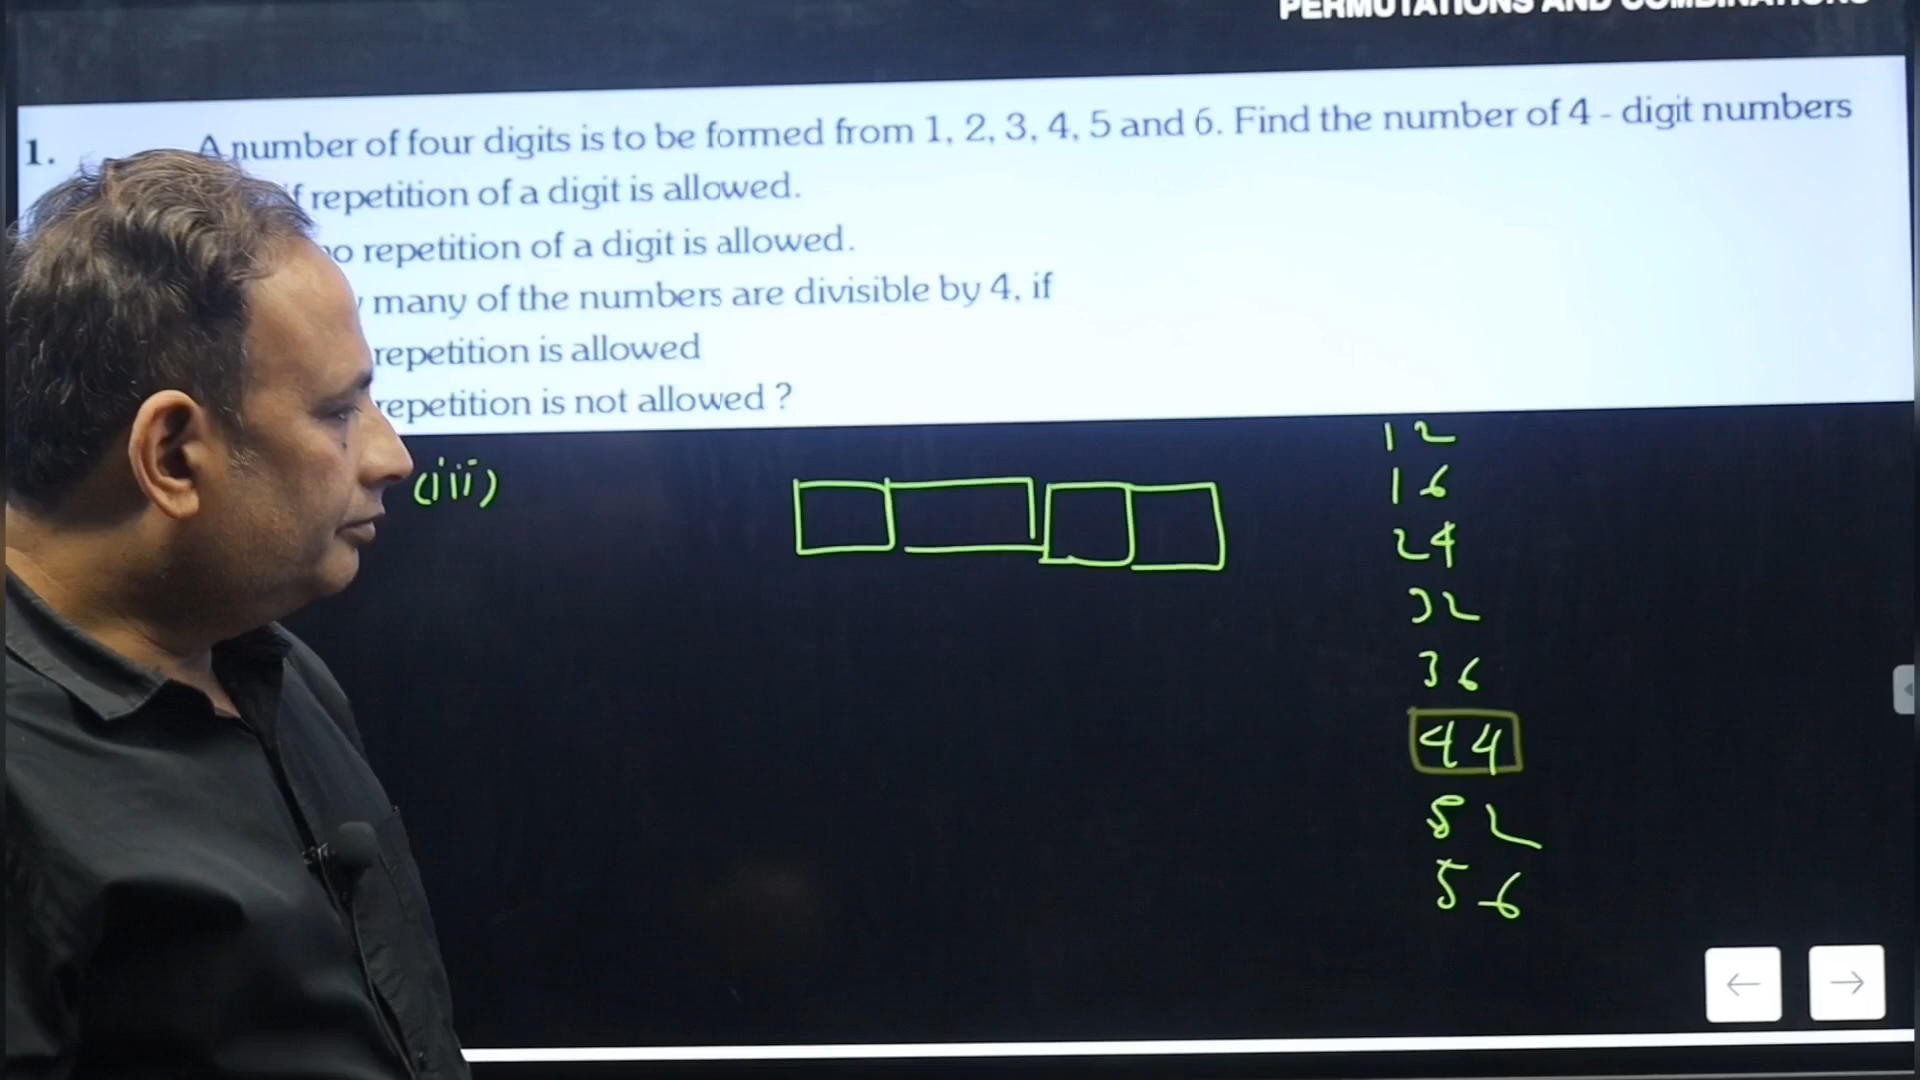 PERMUTATIONS AND COMBINATIONS
1. A number of four digits is to be formed from 1, 2, 3, 4, 5 and 6. Find the number of 4 - digit numbers
if repetition of a digit is allowed.
no repetition of a digit is allowed.
many of the numbers are divisible by 4, if
repetition is allowed
repetition is not allowed ?
(iii)
12
16
24
32
36
44
52
56